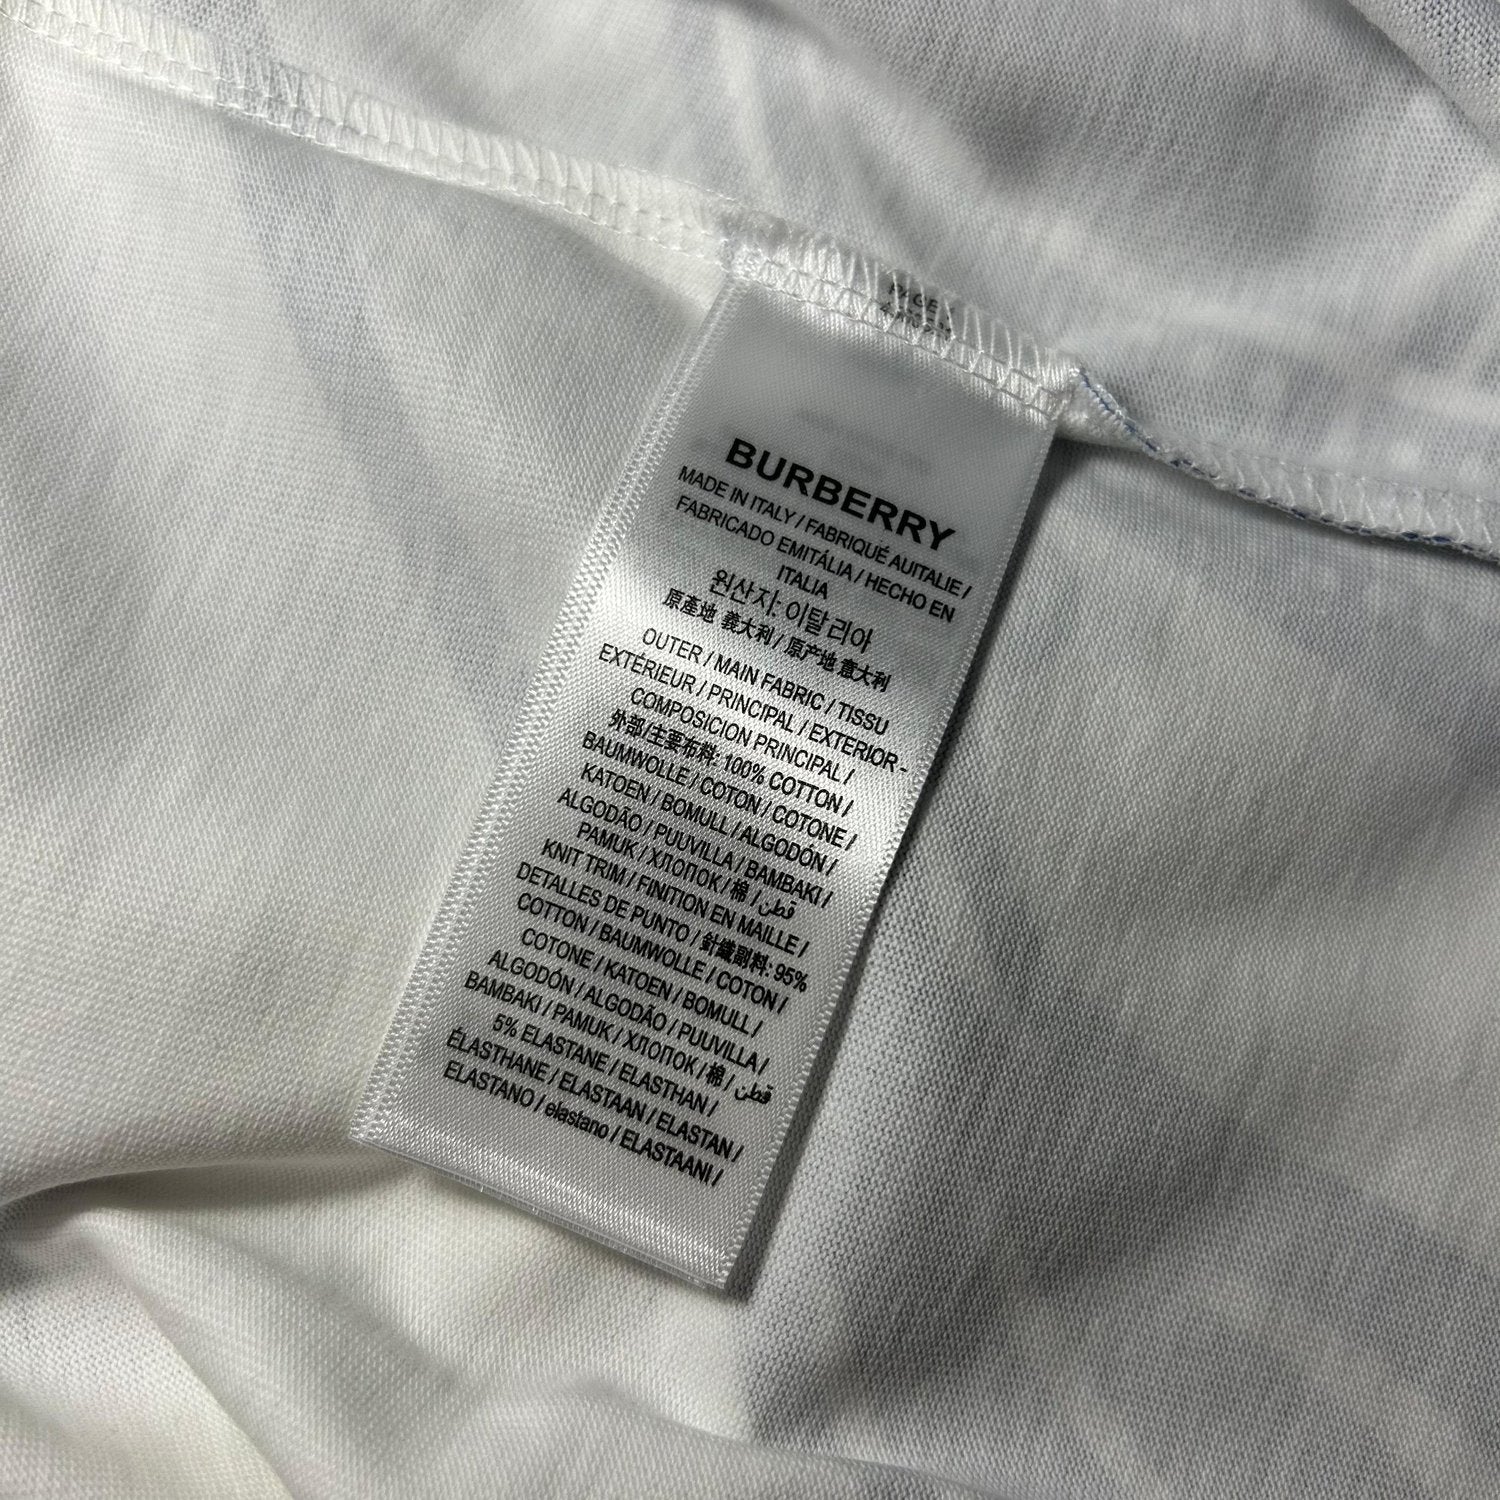 BURBERRY
MADE IN ITALY / FABRIQUÉ AUITALIE /
FABRICADO EMITÁLIA / HECHO EN
ITALIA
원산지: 이탈리아
原產地 義大利 / 原产地 意大利
OUTER / MAIN FABRIC / TISSU
EXTÉRIEUR / PRINCIPAL / EXTERIOR -
COMPOSICION PRINCIPAL /
外部/主要布料: 100% COTTON /
BAUMWOLLE / COTON / COTONE /
KATOEN / BOMULL / ALGODÓN /
ALGODÃO / PUUVILLA / BAMBAKI /
PAMUK / ХЛОПОК / 棉 / قطن
KNIT TRIM / FINITION EN MAILLE /
DETALLES DE PUNTO / 針織副料: 95%
COTTON / BAUMWOLLE / COTON /
COTONE / KATOEN / BOMULL /
ALGODÓN / ALGODÃO / PUUVILLA /
BAMBAKI / PAMUK / ХЛОПОК / 棉 / قطن
5% ELASTANE / ELASTHAN /
ÉLASTHANE / ELASTAAN / ELASTAN /
ELASTANO / elastano / ELASTAANI /